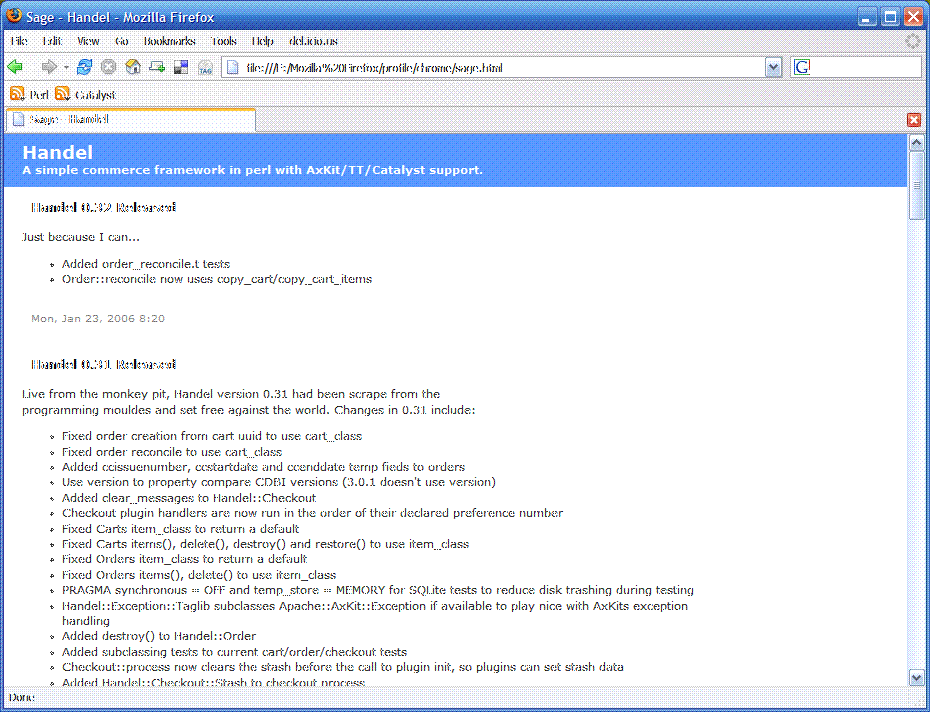 Sage - Handel - Mozilla Firefox
File Edit View Go Bookmarks Tools Help del.icio.us
TAG file:///F:/Mozilla%20Firefox/profile/chrome/sage.html G
Perl Catalyst
Sage - Handel
Handel
A simple commerce framework in perl with AxKit/TT/Catalyst support.
Handel 0.32 Released
Just because I can...
Added order_reconcile.t tests
Order::reconcile now uses copy_cart/copy_cart_items
Mon, Jan 23, 2006 8:20
Handel 0.31 Released
Live from the monkey pit, Handel version 0.31 had been scrape from the
programming mouldes and set free against the world. Changes in 0.31 include:
Fixed order creation from cart uuid to use cart_class
Fixed order reconcile to use cart_class
Added ccissuenumber, ccstartdate and ccenddate temp fieds to orders
Use version to property compare CDBI versions (3.0.1 doesn't use version)
Added clear_messages to Handel::Checkout
Checkout plugin handlers are now run in the order of their declared preference number
Fixed Carts item_class to return a default
Fixed Carts items(), delete(), destroy() and restore() to use item_class
Fixed Orders item_class to return a default
Fixed Orders items(), delete() to use item_class
PRAGMA synchronous = OFF and temp_store = MEMORY for SQLite tests to reduce disk trashing during testing
Handel::Exception::Taglib subclasses Apache::AxKit::Exception if available to play nice with AxKits exception
handling
Added destroy() to Handel::Order
Added subclassing tests to current cart/order/checkout tests
Checkout::process now clears the stash before the call to plugin init, so plugins can set stash data
Added Handel::Checkout::Stash to checkout process
Done